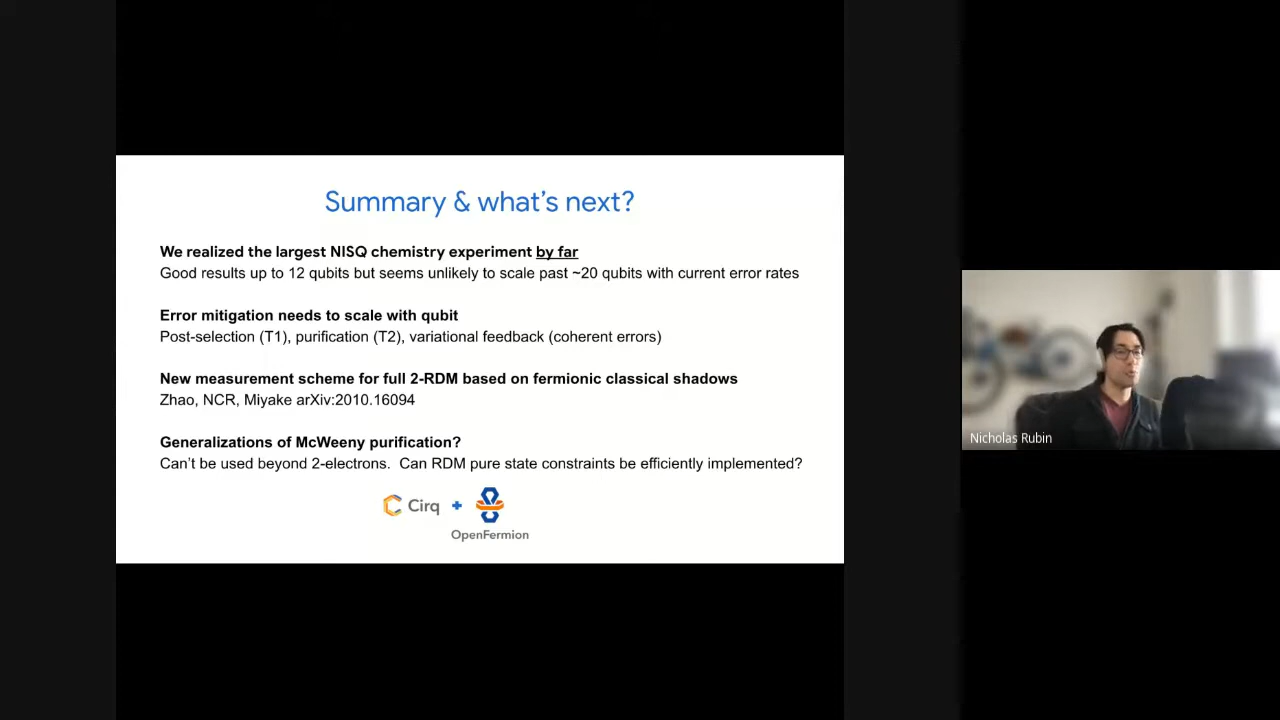 Summary & what's next?
We realized the largest NISQ chemistry experiment by far
Good results up to 12 qubits but seems unlikely to scale past ~20 qubits with current error rates
Error mitigation needs to scale with qubit
Post-selection (T1), purification (T2), variational feedback (coherent errors)
New measurement scheme for full 2-RDM based on fermionic classical shadows
Zhao, NCR, Miyake arXiv:2010.16094
Generalizations of McWeeny purification?
Can't be used beyond 2-electrons. Can RDM pure state constraints be efficiently implemented?
Cirq +
OpenFermion
Nicholas Rubin